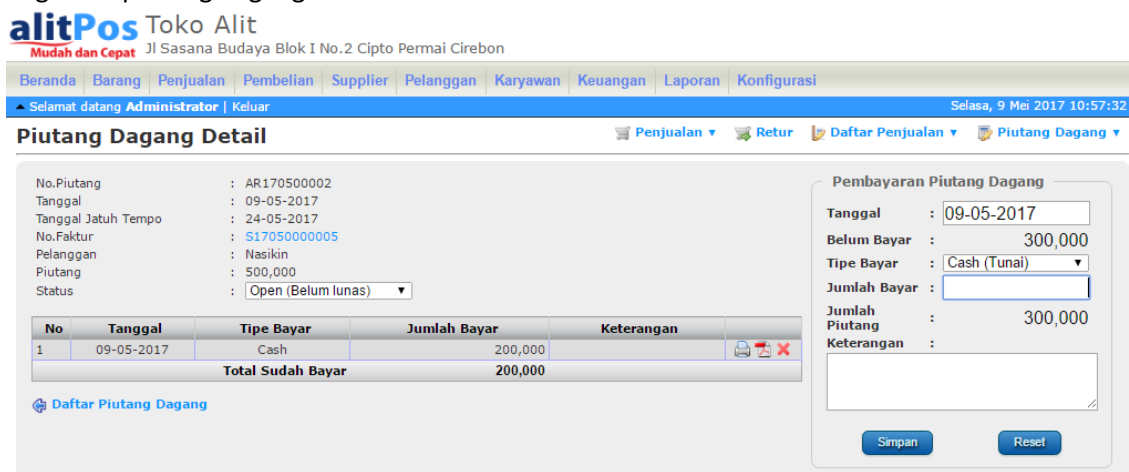 alitPos Toko Alit
Mudah dan Cepat Jl Sasana Budaya Blok I No.2 Cipto Permai Cirebon
Beranda Barang Penjualan Pembelian Supplier Pelanggan Karyawan Keuangan Laporan Konfigurasi
Selamat datang Administrator | Keluar Selasa, 9 Mei 2017 10:57:32
Piutang Dagang Detail Penjualan Retur Daftar Penjualan Piutang Dagang
No.Piutang : AR170500002
Tanggal : 09-05-2017
Tanggal Jatuh Tempo : 24-05-2017
No.Faktur : S17050000005
Pelanggan : Nasikin
Piutang : 500,000
Status : Open (Belum lunas)
No Tanggal Tipe Bayar Jumlah Bayar Keterangan
1 09-05-2017 Cash 200,000
Total Sudah Bayar 200,000
Daftar Piutang Dagang
Pembayaran Piutang Dagang
Tanggal : 09-05-2017
Belum Bayar : 300,000
Tipe Bayar : Cash (Tunai)
Jumlah Bayar :
Jumlah Piutang : 300,000
Keterangan :
Simpan Reset